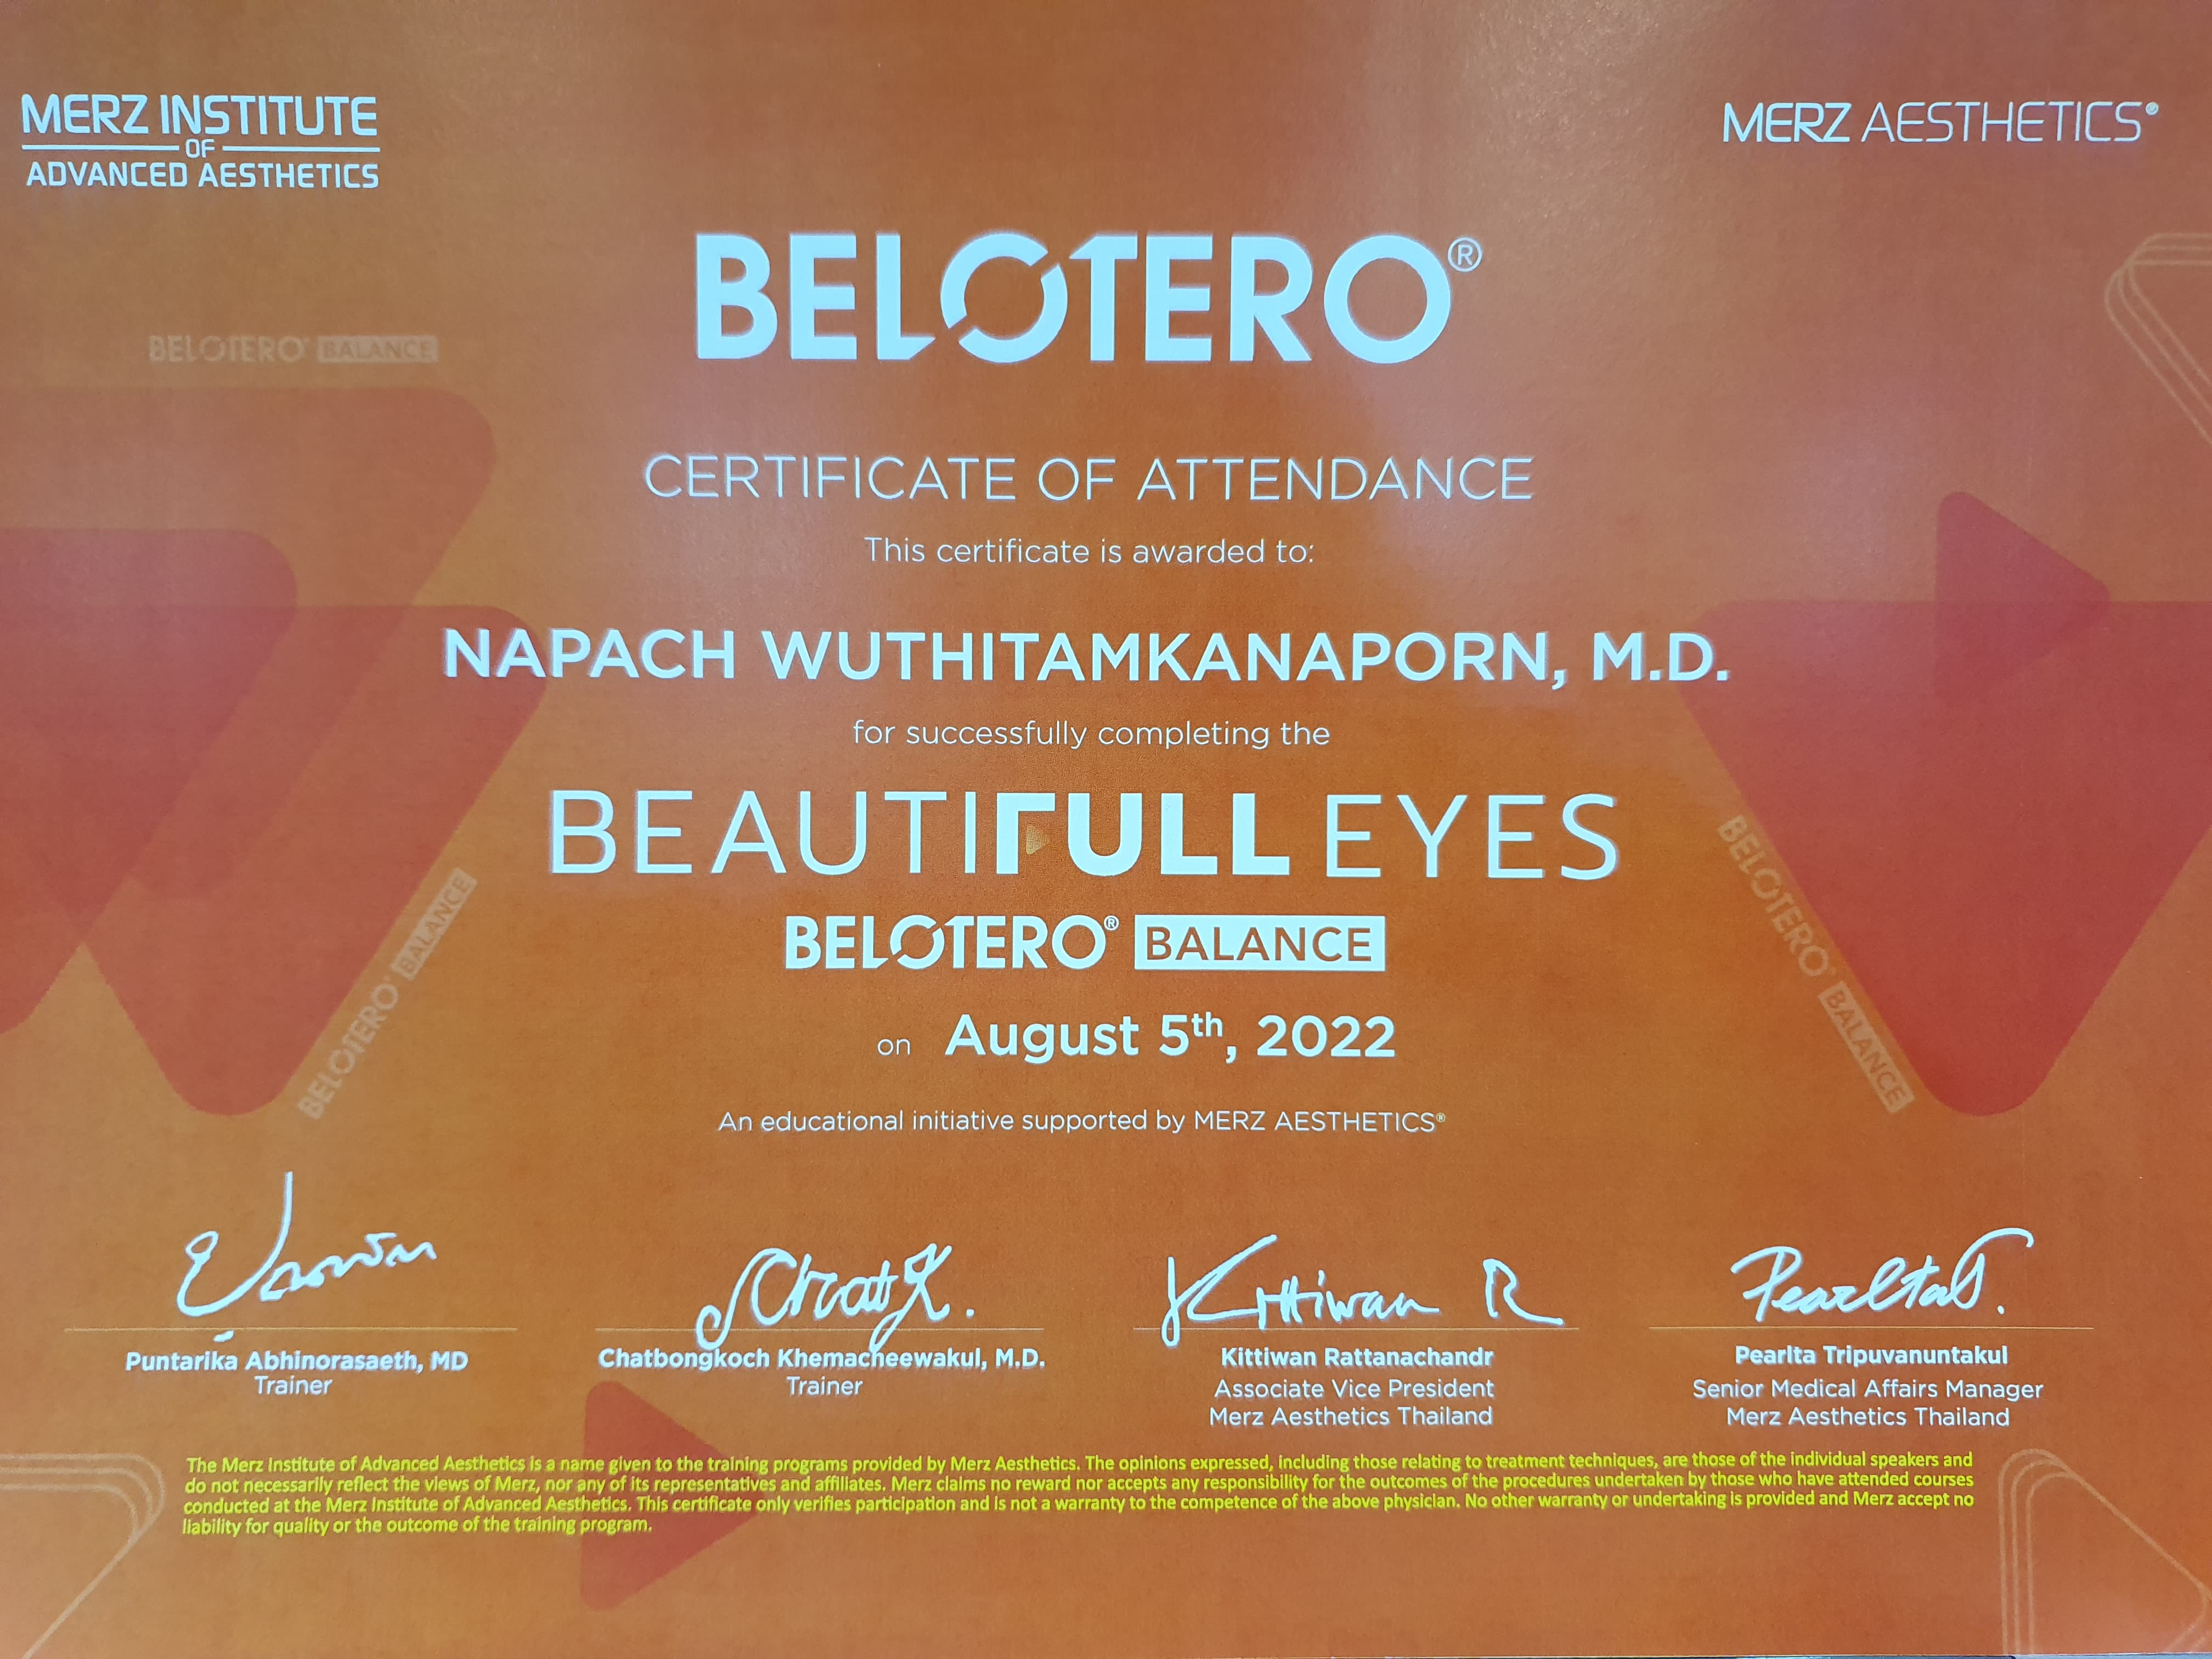 MERZ INSTITUTE
OF
ADVANCED AESTHETICS
MERZ AESTHETICS®
BELOTERO®
BELOTERO® BALANCE
CERTIFICATE OF ATTENDANCE
This certificate is awarded to:
NAPACH WUTHITAMKANAPORN, M.D.
for successfully completing the
BEAUTIFULL EYES
BELOTERO® BALANCE
BELOTERO® BALANCE
BELOTERO® BALANCE
on August 5th, 2022
An educational initiative supported by MERZ AESTHETICS®
Chat K.
Kittiwan R
Pearlta T.
Puntarika Abhinorasaeth, MD
Trainer
Chatbongkoch Khemacheewakul, M.D.
Trainer
Kittiwan Rattanachandr
Associate Vice President
Merz Aesthetics Thailand
Pearlta Tripuvanuntakul
Senior Medical Affairs Manager
Merz Aesthetics Thailand
The Merz Institute of Advanced Aesthetics is a name given to the training programs provided by Merz Aesthetic. The opinions expressed, including those relating to treatment techniques, are those of the individual speakers and
do not necessarily reflect the views of Merz, nor any of its representatives and affiliates. Merz claims no reward nor accepts any responsibility for the outcomes of the procedures undertaken by those who have attended courses
conducted at the Merz Institute of Advanced Aesthetics. This certificate only verifies participation and is not a warranty to the competence of the above physician. No other warranty or undertaking is provided and Merz accept no
liability for quality or the outcome of the training program.